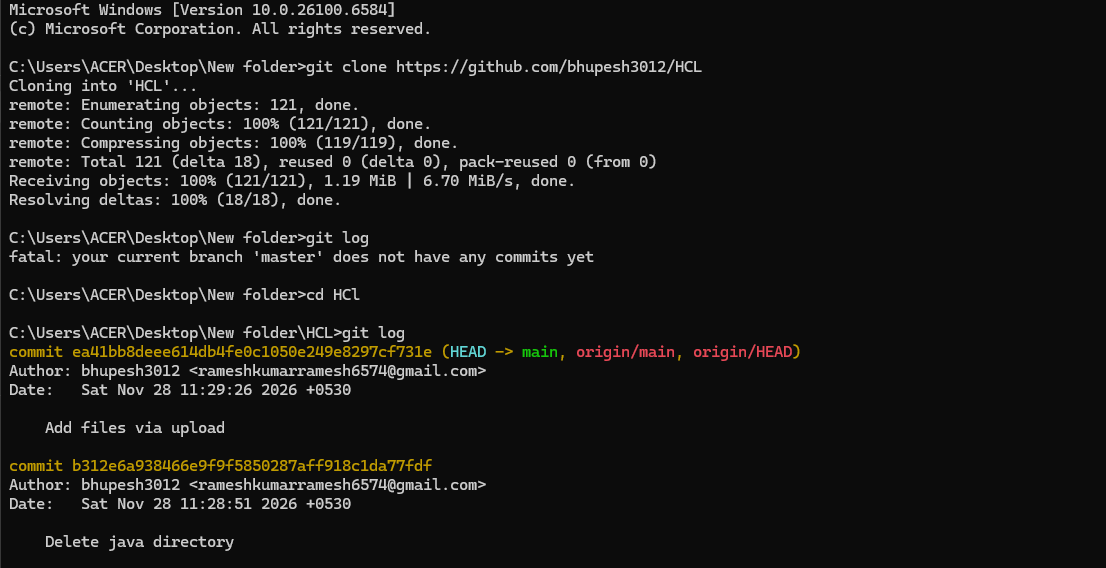 Microsoft Windows [Version 10.0.26100.6584]
(c) Microsoft Corporation. All rights reserved.
C:\Users\ACER\Desktop\New folder>git clone https://github.com/bhupesh3012/HCL
Cloning into 'HCL'...
remote: Enumerating objects: 121, done.
remote: Counting objects: 100% (121/121), done.
remote: Compressing objects: 100% (119/119), done.
remote: Total 121 (delta 18), reused 0 (delta 0), pack-reused 0 (from 0)
Receiving objects: 100% (121/121), 1.19 MiB | 6.70 MiB/s, done.
Resolving deltas: 100% (18/18), done.
C:\Users\ACER\Desktop\New folder>git log
fatal: your current branch 'master' does not have any commits yet
C:\Users\ACER\Desktop\New folder>cd HCl
C:\Users\ACER\Desktop\New folder\HCL>git log
commit ea41bb8deee614db4fe0c1050e249e8297cf731e (HEAD -> main, origin/main, origin/HEAD)
Author: bhupesh3012 <rameshkumarramesh6574@gmail.com>
Date:   Sat Nov 28 11:29:26 2026 +0530
    Add files via upload
commit b312e6a938466e9f9f5850287aff918c1da77fdf
Author: bhupesh3012 <rameshkumarramesh6574@gmail.com>
Date:   Sat Nov 28 11:28:51 2026 +0530
    Delete java directory